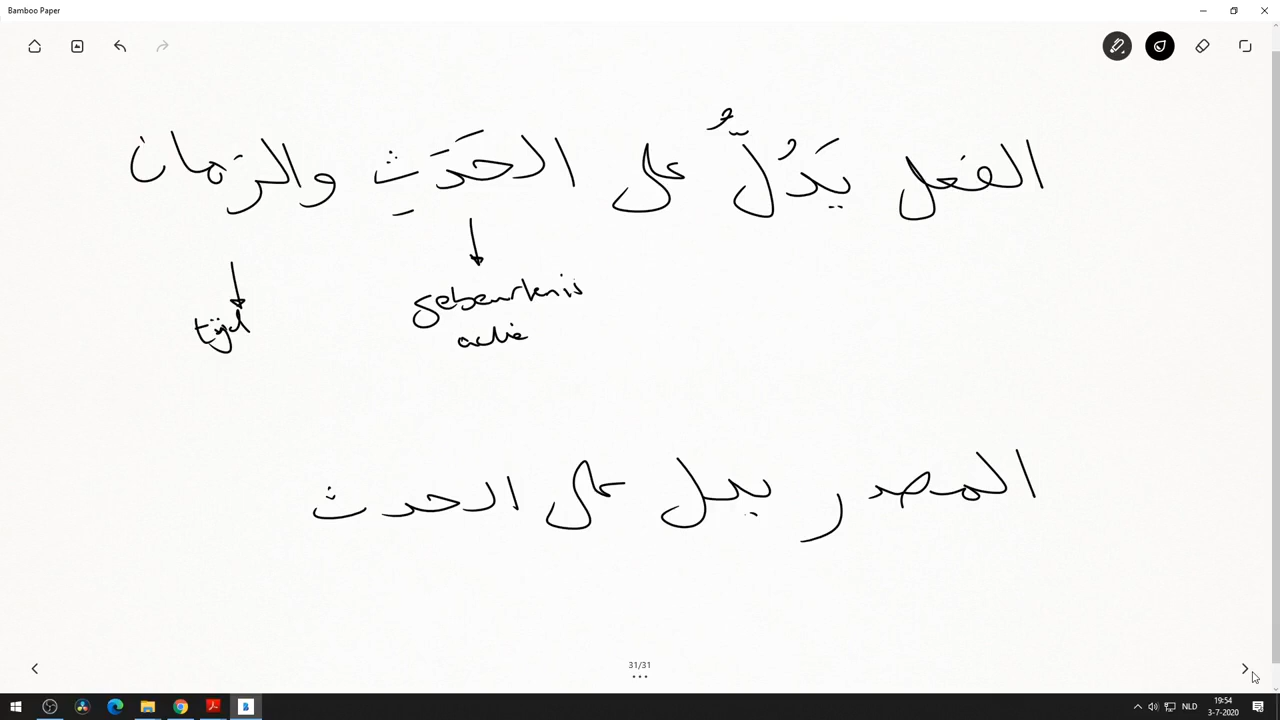 Bamboo Paper
الفعل يَدُلُّ على الحَدَثِ والزمان
gebeurtenis
tijd
actie
المصدر يدل على الحدث
31/31
NLD
19:54
3-7-2020